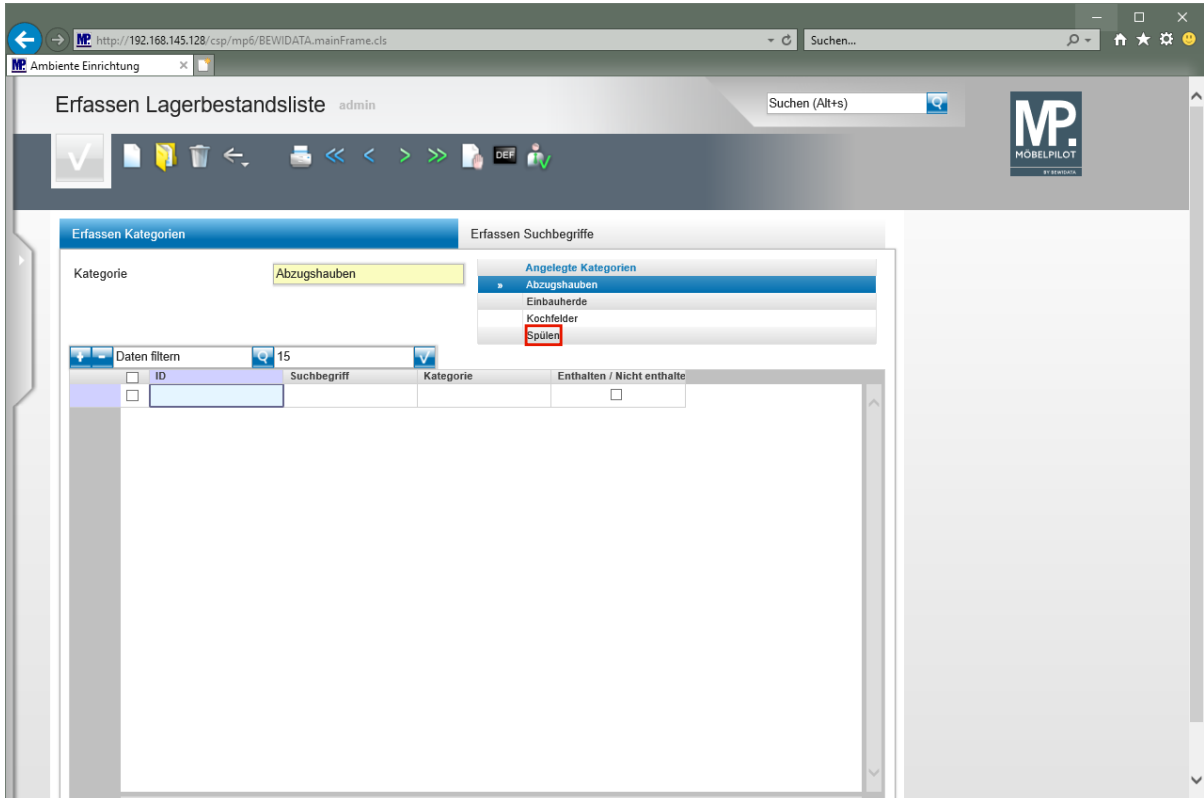 http://192.168.145.128/csp/mp6/BEWIDATA.mainFrame.cls
Suchen...
MP. Ambiente Einrichtung
Erfassen Lagerbestandsliste admin
Suchen (Alt+s)
MP.
MÖBELPILOT
BY BEWIDATA
DEF
Erfassen Kategorien
Erfassen Suchbegriffe
Kategorie
Abzugshauben
Angelegte Kategorien
» Abzugshauben
Einbauherde
Kochfelder
Spülen
Daten filtern
15
ID Suchbegriff Kategorie Enthalten / Nicht enthalte